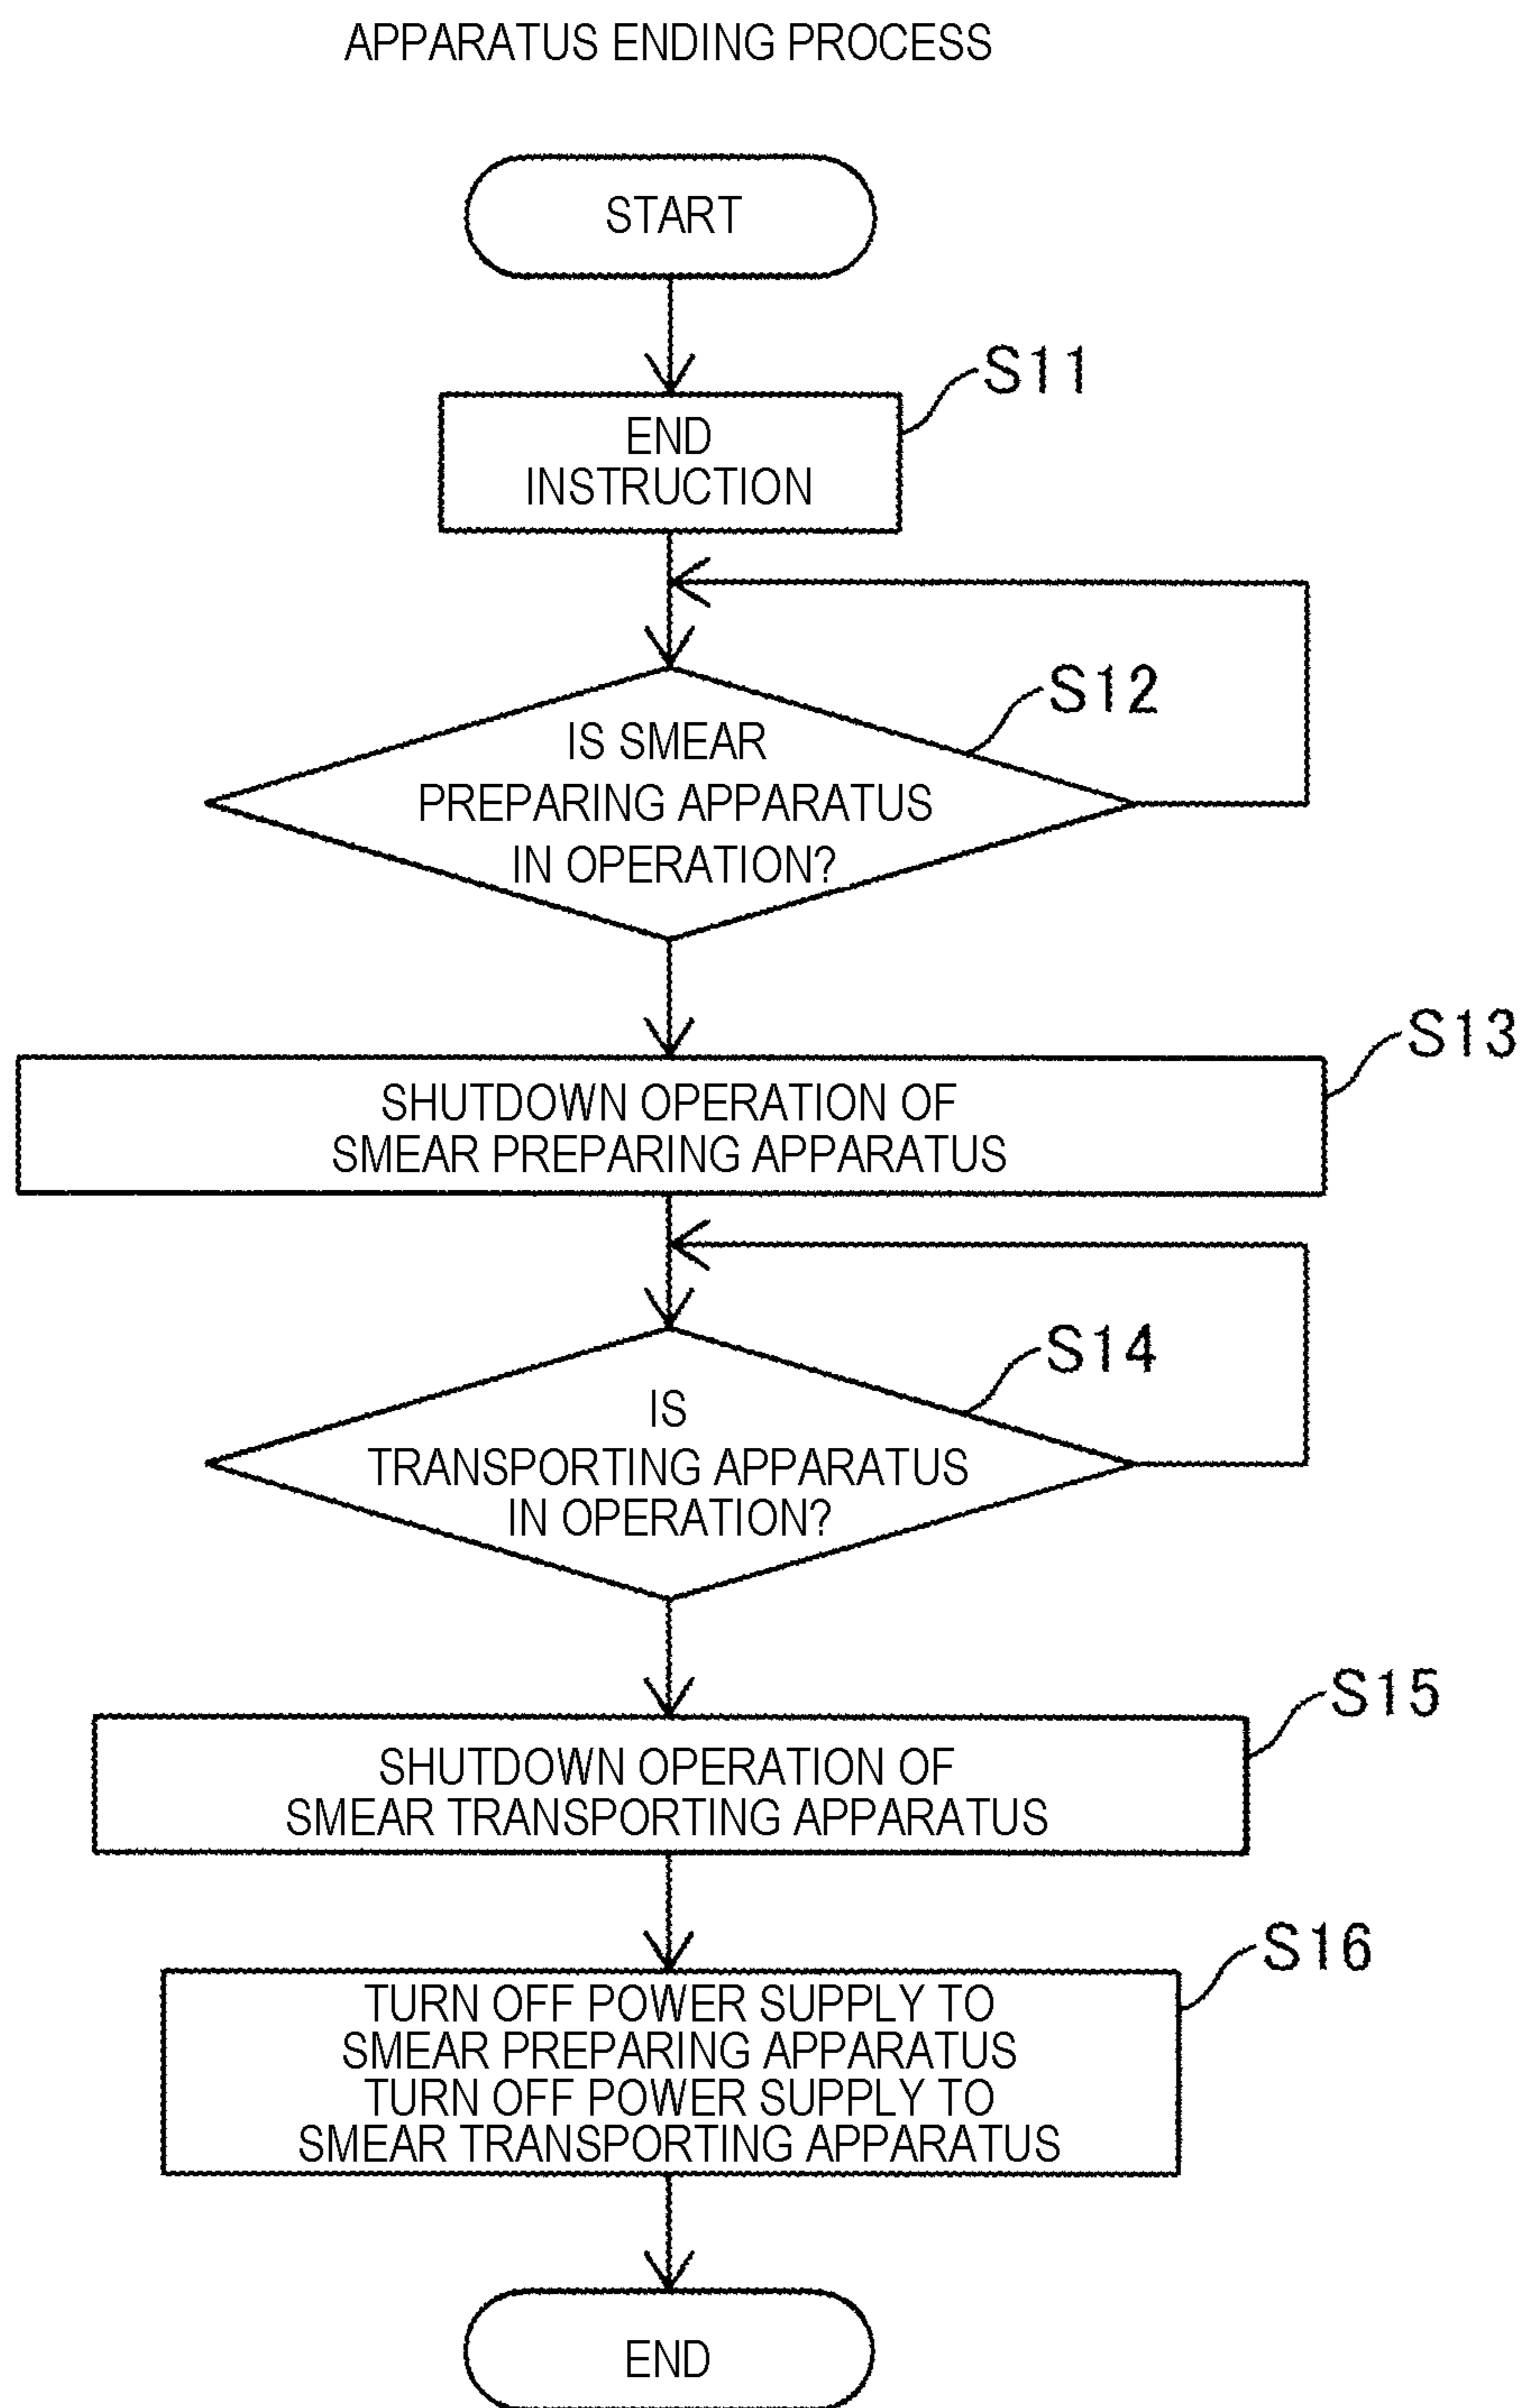 APPARATUS ENDING PROCESS
START
S11
END
INSTRUCTION
S12
IS SMEAR
PREPARING APPARATUS
IN OPERATION?
S13
SHUTDOWN OPERATION OF
SMEAR PREPARING APPARATUS
S14
IS
TRANSPORTING APPARATUS
IN OPERATION?
S15
SHUTDOWN OPERATION OF
SMEAR TRANSPORTING APPARATUS
S16
TURN OFF POWER SUPPLY TO
SMEAR PREPARING APPARATUS
TURN OFF POWER SUPPLY TO
SMEAR TRANSPORTING APPARATUS
END